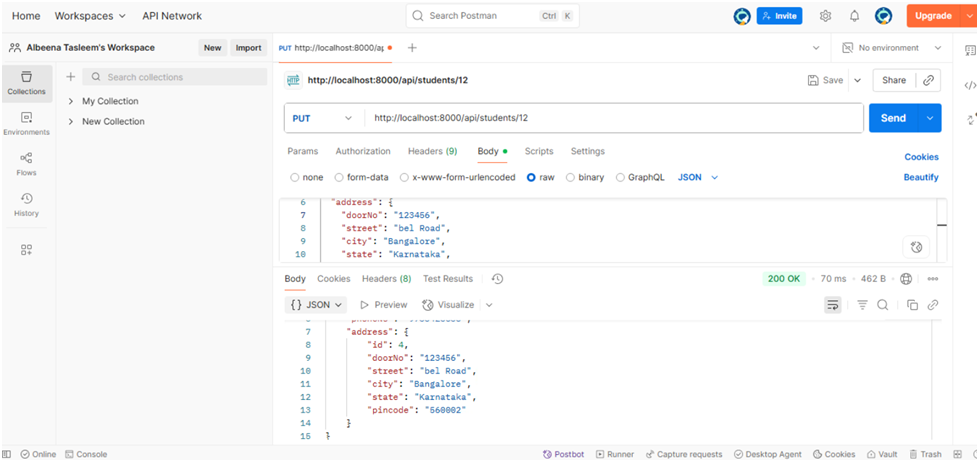 Home Workspaces API Network Search Postman Ctrl K Invite Upgrade
Albeena Tasleem's Workspace New Import PUT http://localhost:8000/ap No environment
Collections
Environments
Flows
History
Search collections
My Collection
New Collection
HTTP http://localhost:8000/api/students/12 Save Share
PUT http://localhost:8000/api/students/12 Send
Params Authorization Headers (9) Body Scripts Settings Cookies
none form-data x-www-form-urlencoded raw binary GraphQL JSON Beautify
6 "address": {
7 "doorNo": "123456",
8 "street": "bel Road",
9 "city": "Bangalore",
10 "state": "Karnataka",
Body Cookies Headers (8) Test Results 200 OK 70 ms 462 B
{} JSON Preview Visualize
7 "address": {
8 "id": 4,
9 "doorNo": "123456",
10 "street": "bel Road",
11 "city": "Bangalore",
12 "state": "Karnataka",
13 "pincode": "560002"
14 }
15 }
Online Console Postbot Runner Capture requests Desktop Agent Cookies Vault Trash